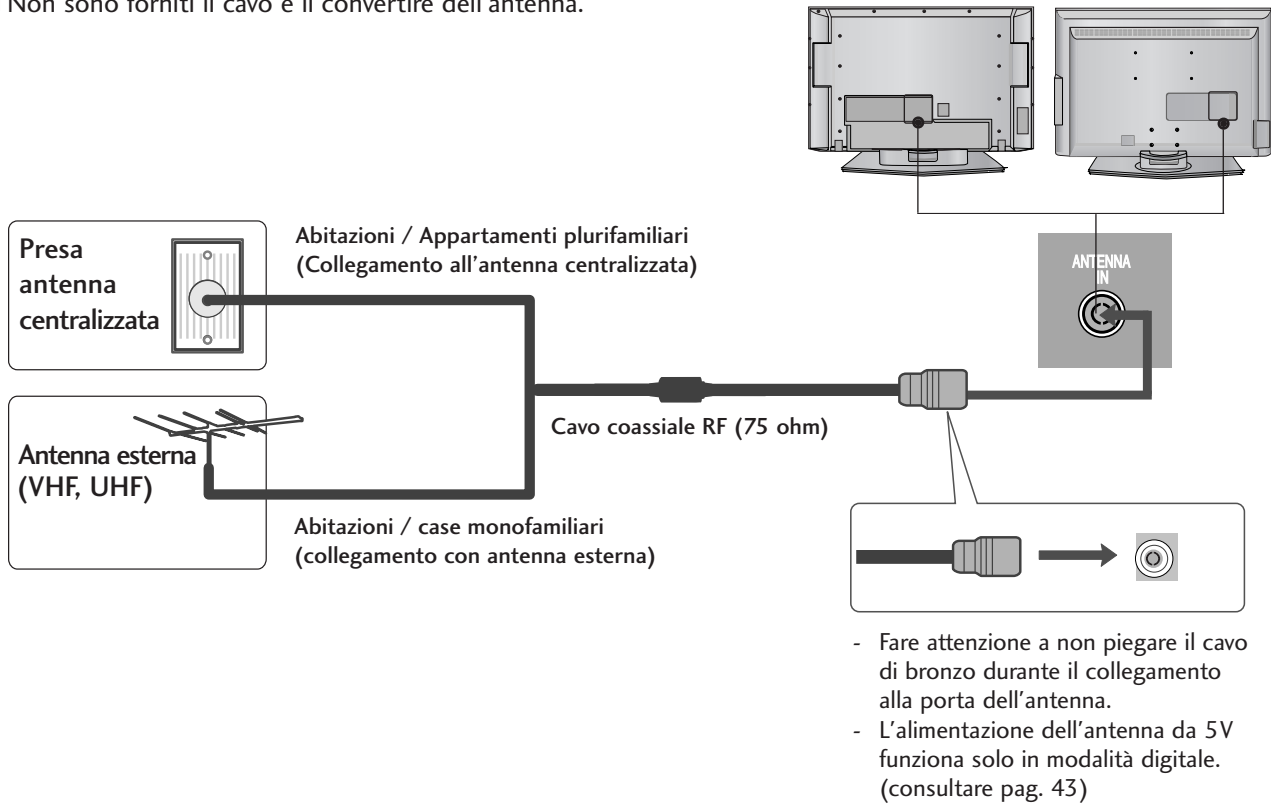 Non sono forniti il cavo e il convertire dell'antenna.
Presa
antenna
centralizzata
Abitazioni / Appartamenti plurifamiliari
(Collegamento all'antenna centralizzata)
ANTENNA
IN
Antenna esterna
(VHF, UHF)
Cavo coassiale RF (75 ohm)
Abitazioni / case monofamiliari
(collegamento con antenna esterna)
- Fare attenzione a non piegare il cavo
di bronzo durante il collegamento
alla porta dell'antenna.
- L'alimentazione dell'antenna da 5V
funziona solo in modalità digitale.
(consultare pag. 43)